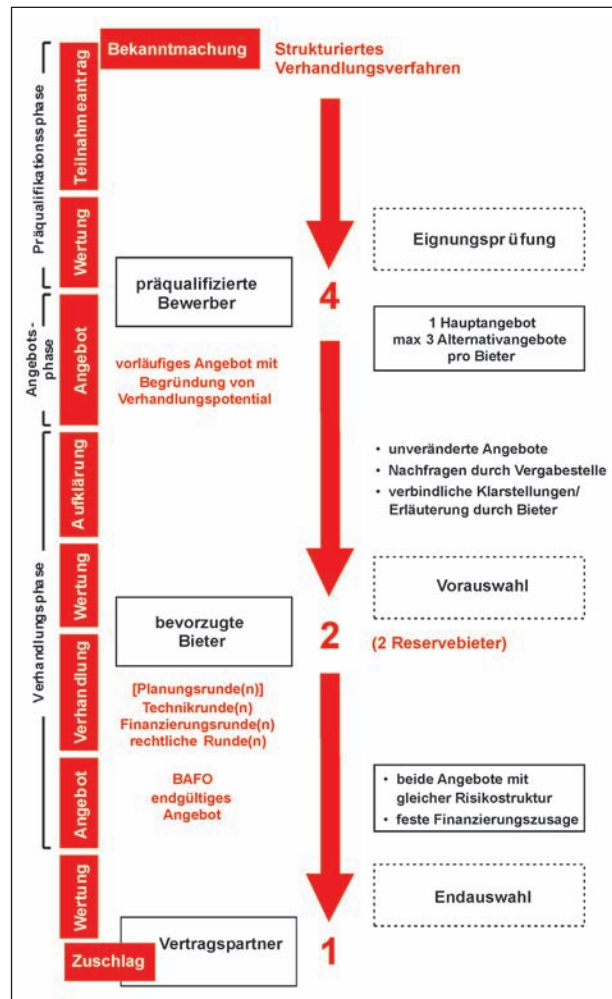 Bekanntmachung
Strukturiertes
Verhandlungsverfahren
Präqualifikationssphase
Teilnahmeantrag
Wertung
Eignungsprüfung
präqualifizierte
Bewerber
4
Angebots-
phase
Angebot
1 Hauptangebot
max 3 Alternativangebote
pro Bieter
vorläufiges Angebot mit
Begründung von
Verhandlungspotential
Verhandlungsphase
Aufklärung
• unveränderte Angebote
• Nachfragen durch Vergabestelle
• verbindliche Klarstellungen/
Erläuterung durch Bieter
Wertung
Vorauswahl
bevorzugte
Bieter
2
(2 Reservebieter)
Verhandlung
[Planungsrunde(n)]
Technikrunde(n)
Finanzierungsrunde(n)
rechtliche Runde(n)
Angebot
BAFO
endgültiges
Angebot
• beide Angebote mit
gleicher Risikostruktur
• feste Finanzierungszusage
Wertung
Endauswahl
Vertragspartner
1
Zuschlag